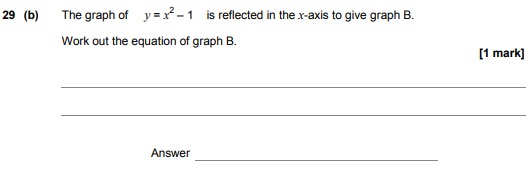 29 (b) The graph of y = x² – 1 is reflected in the x-axis to give graph B.
Work out the equation of graph B.
[1 mark]
Answer